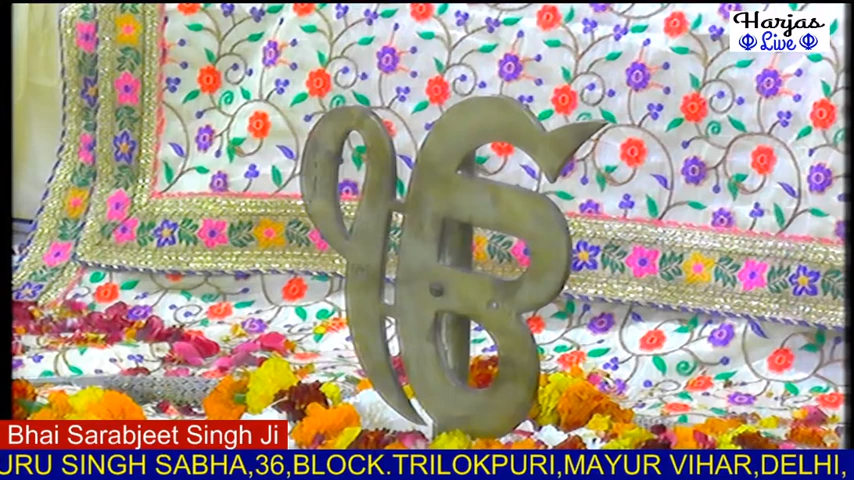 Harjas
Live
ੴ
Bhai Sarabjeet Singh Ji
URU SINGH SABHA,36,BLOCK.TRILOKPURI,MAYUR VIHAR,DELHI,